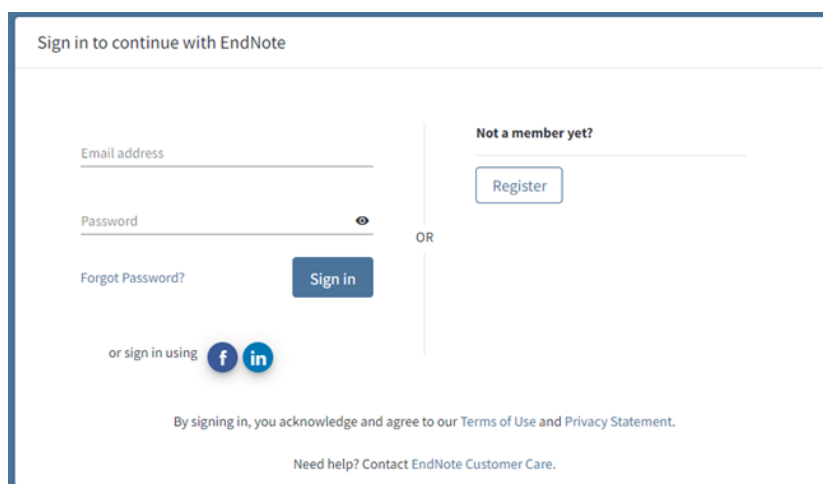 Sign in to continue with EndNote
Email address
Password
Forgot Password?
Sign in
or sign in using
f
in
OR
Not a member yet?
Register
By signing in, you acknowledge and agree to our Terms of Use and Privacy Statement.
Need help? Contact EndNote Customer Care.